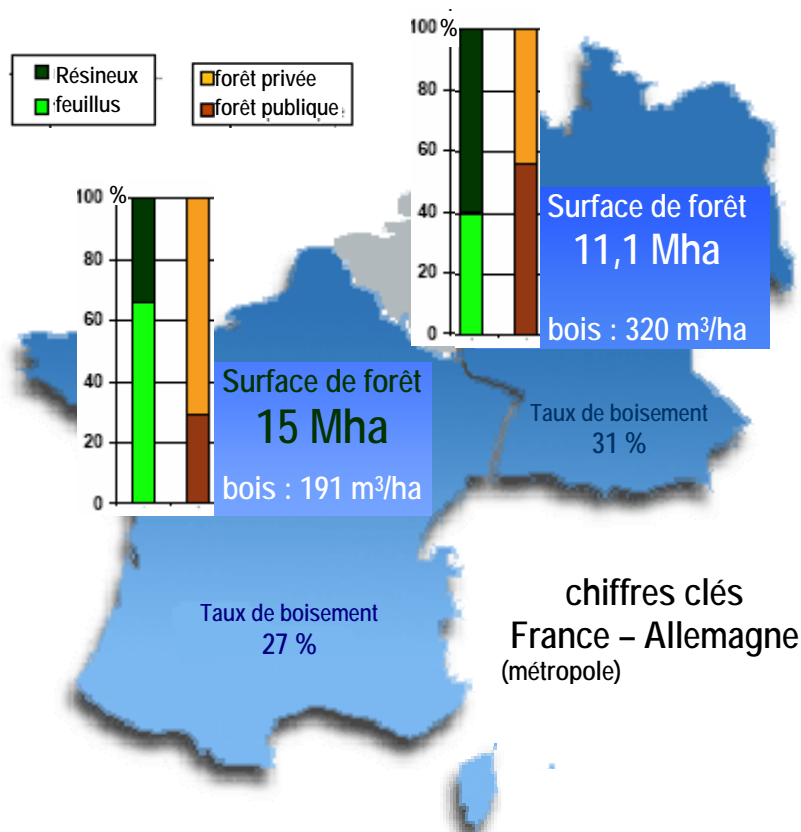 Résineux
feuillus
forêt privée
forêt publique
100 %
80
60
40
20
0
Surface de forêt
11,1 Mha
bois : 320 m³/ha
100 %
80
60
40
20
0
Surface de forêt
15 Mha
bois : 191 m³/ha
Taux de boisement
31 %
Taux de boisement
27 %
chiffres clés
France – Allemagne
(métropole)